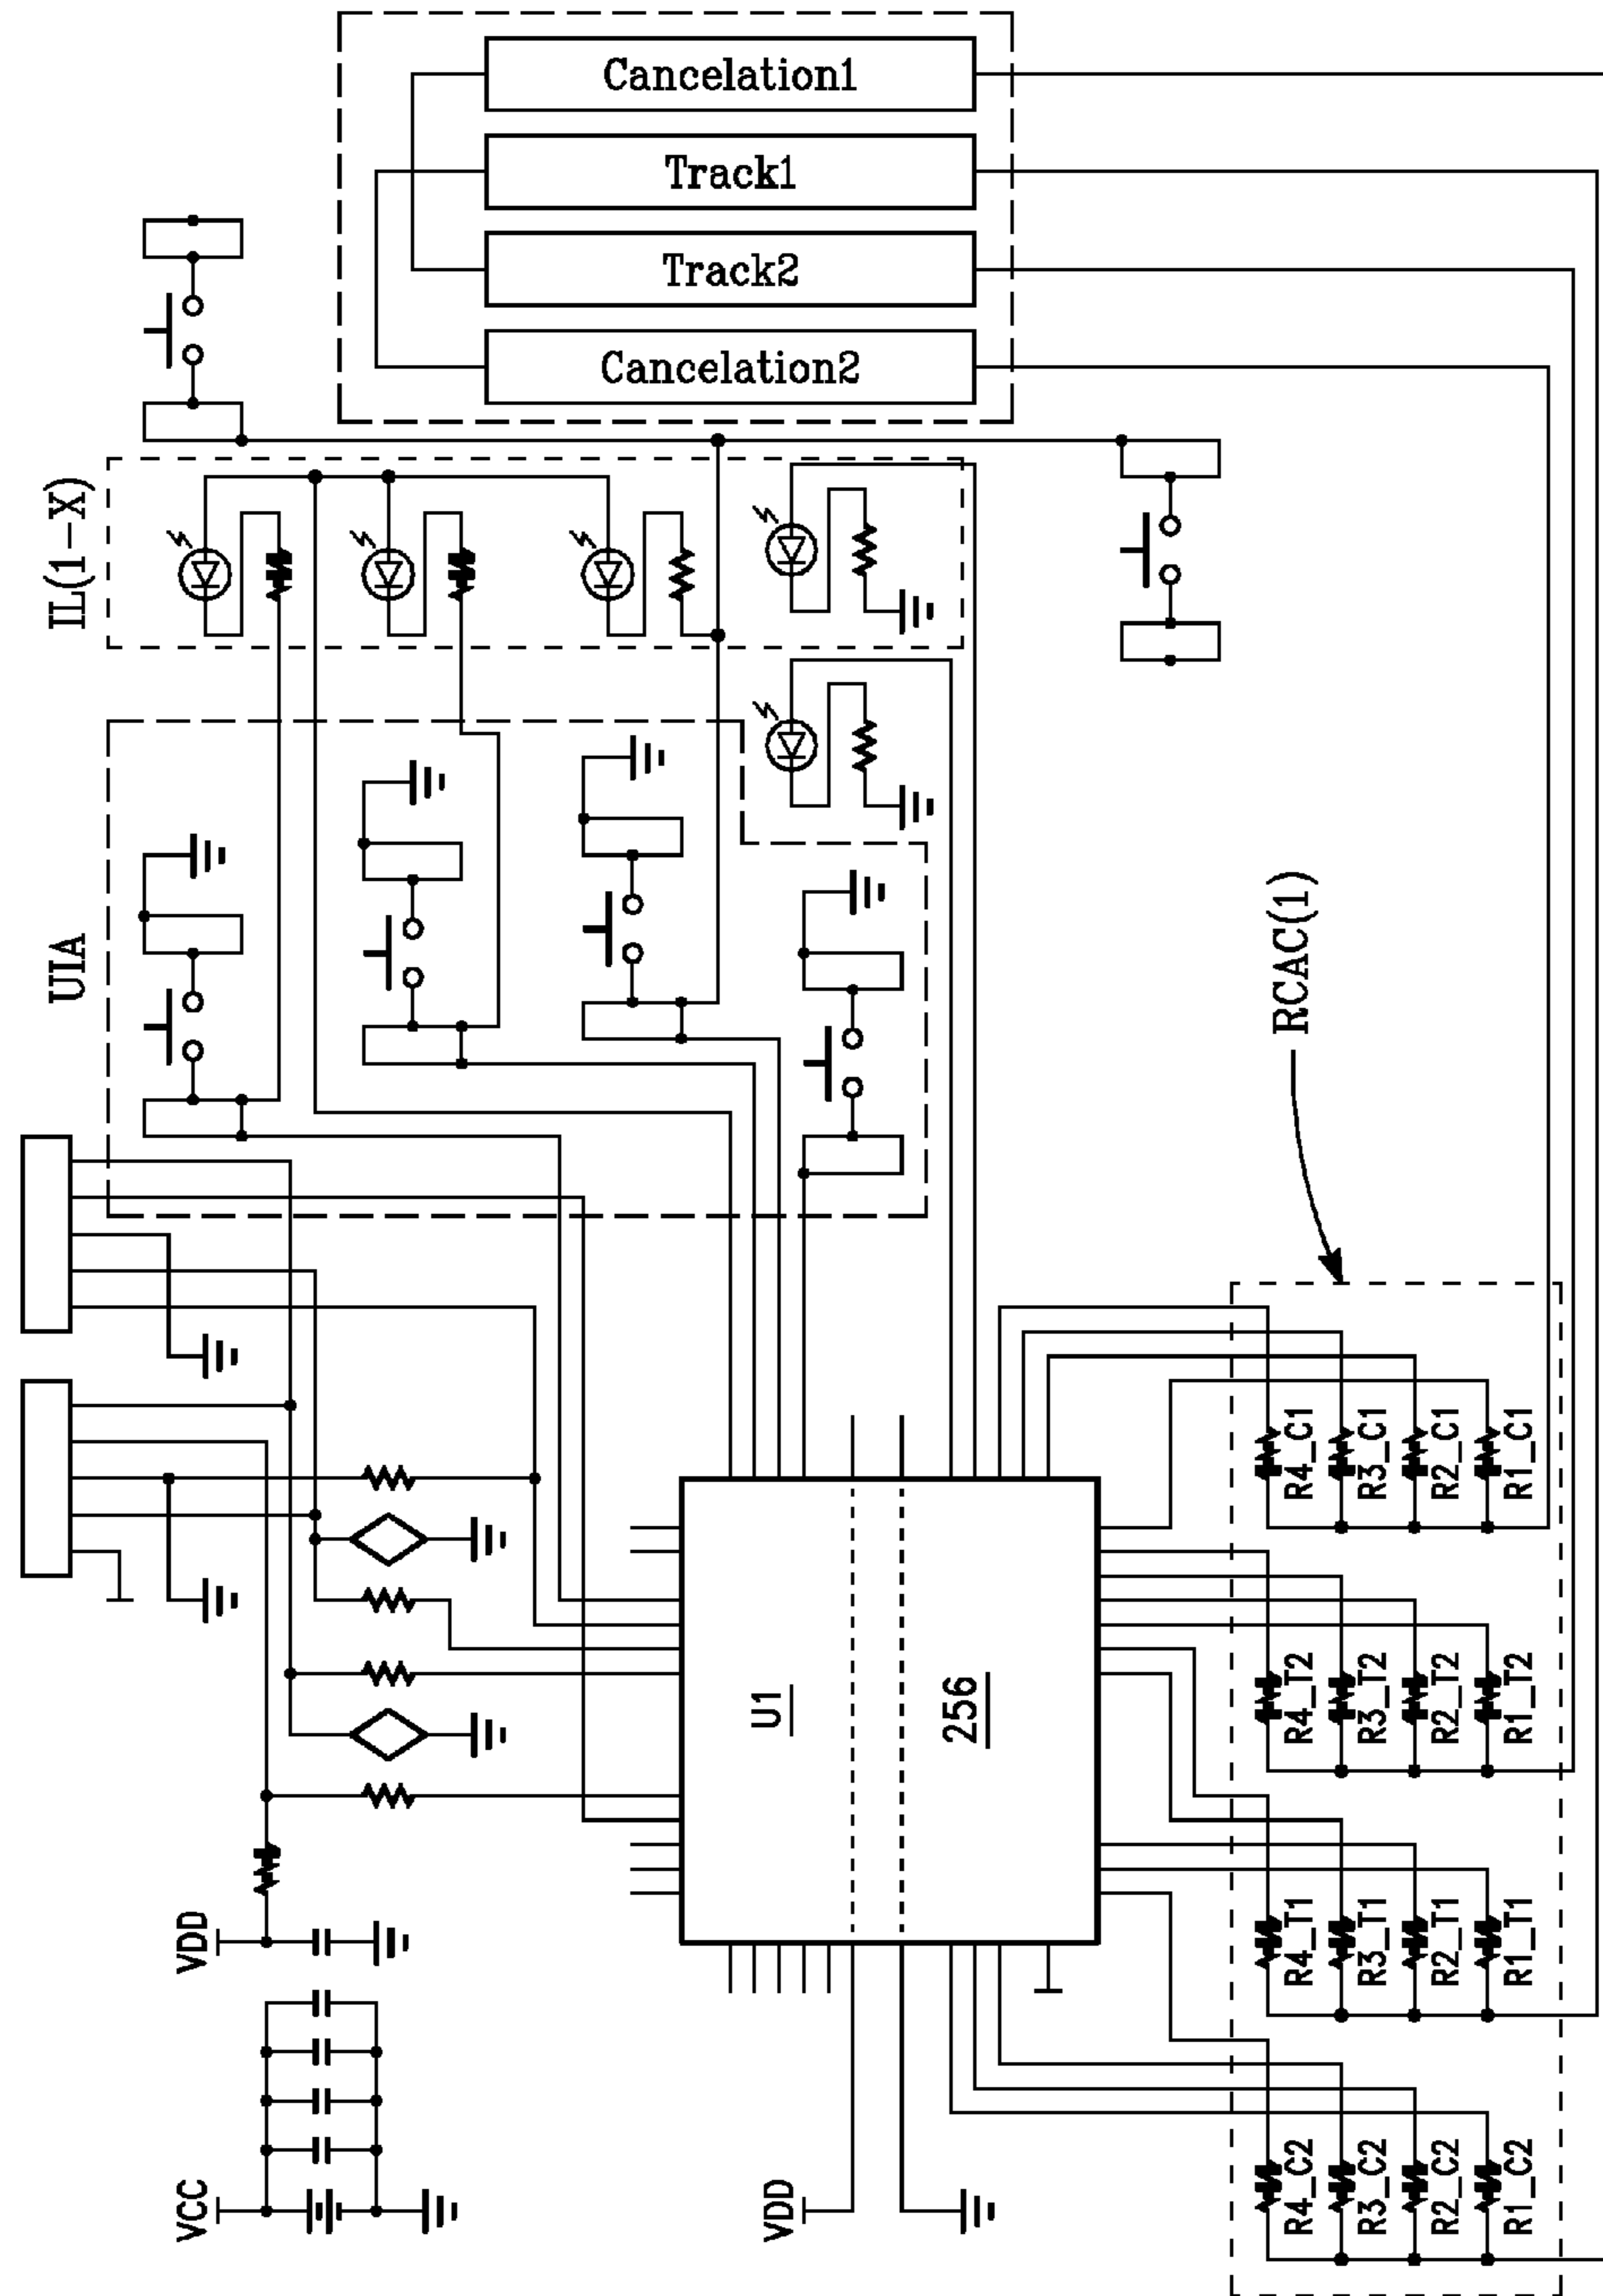 Cancelation1
Track1
Track2
Cancelation2
IL(1-X)
UIA
RCAC(1)
R4_C1
R3_C1
R2_C1
R1_C1
U1
256
R4_T2
R3_T2
R2_T2
R1_T2
VDD
R4_T1
R3_T1
R2_T1
R1_T1
VCC
VDD
R4_C2
R3_C2
R2_C2
R1_C2